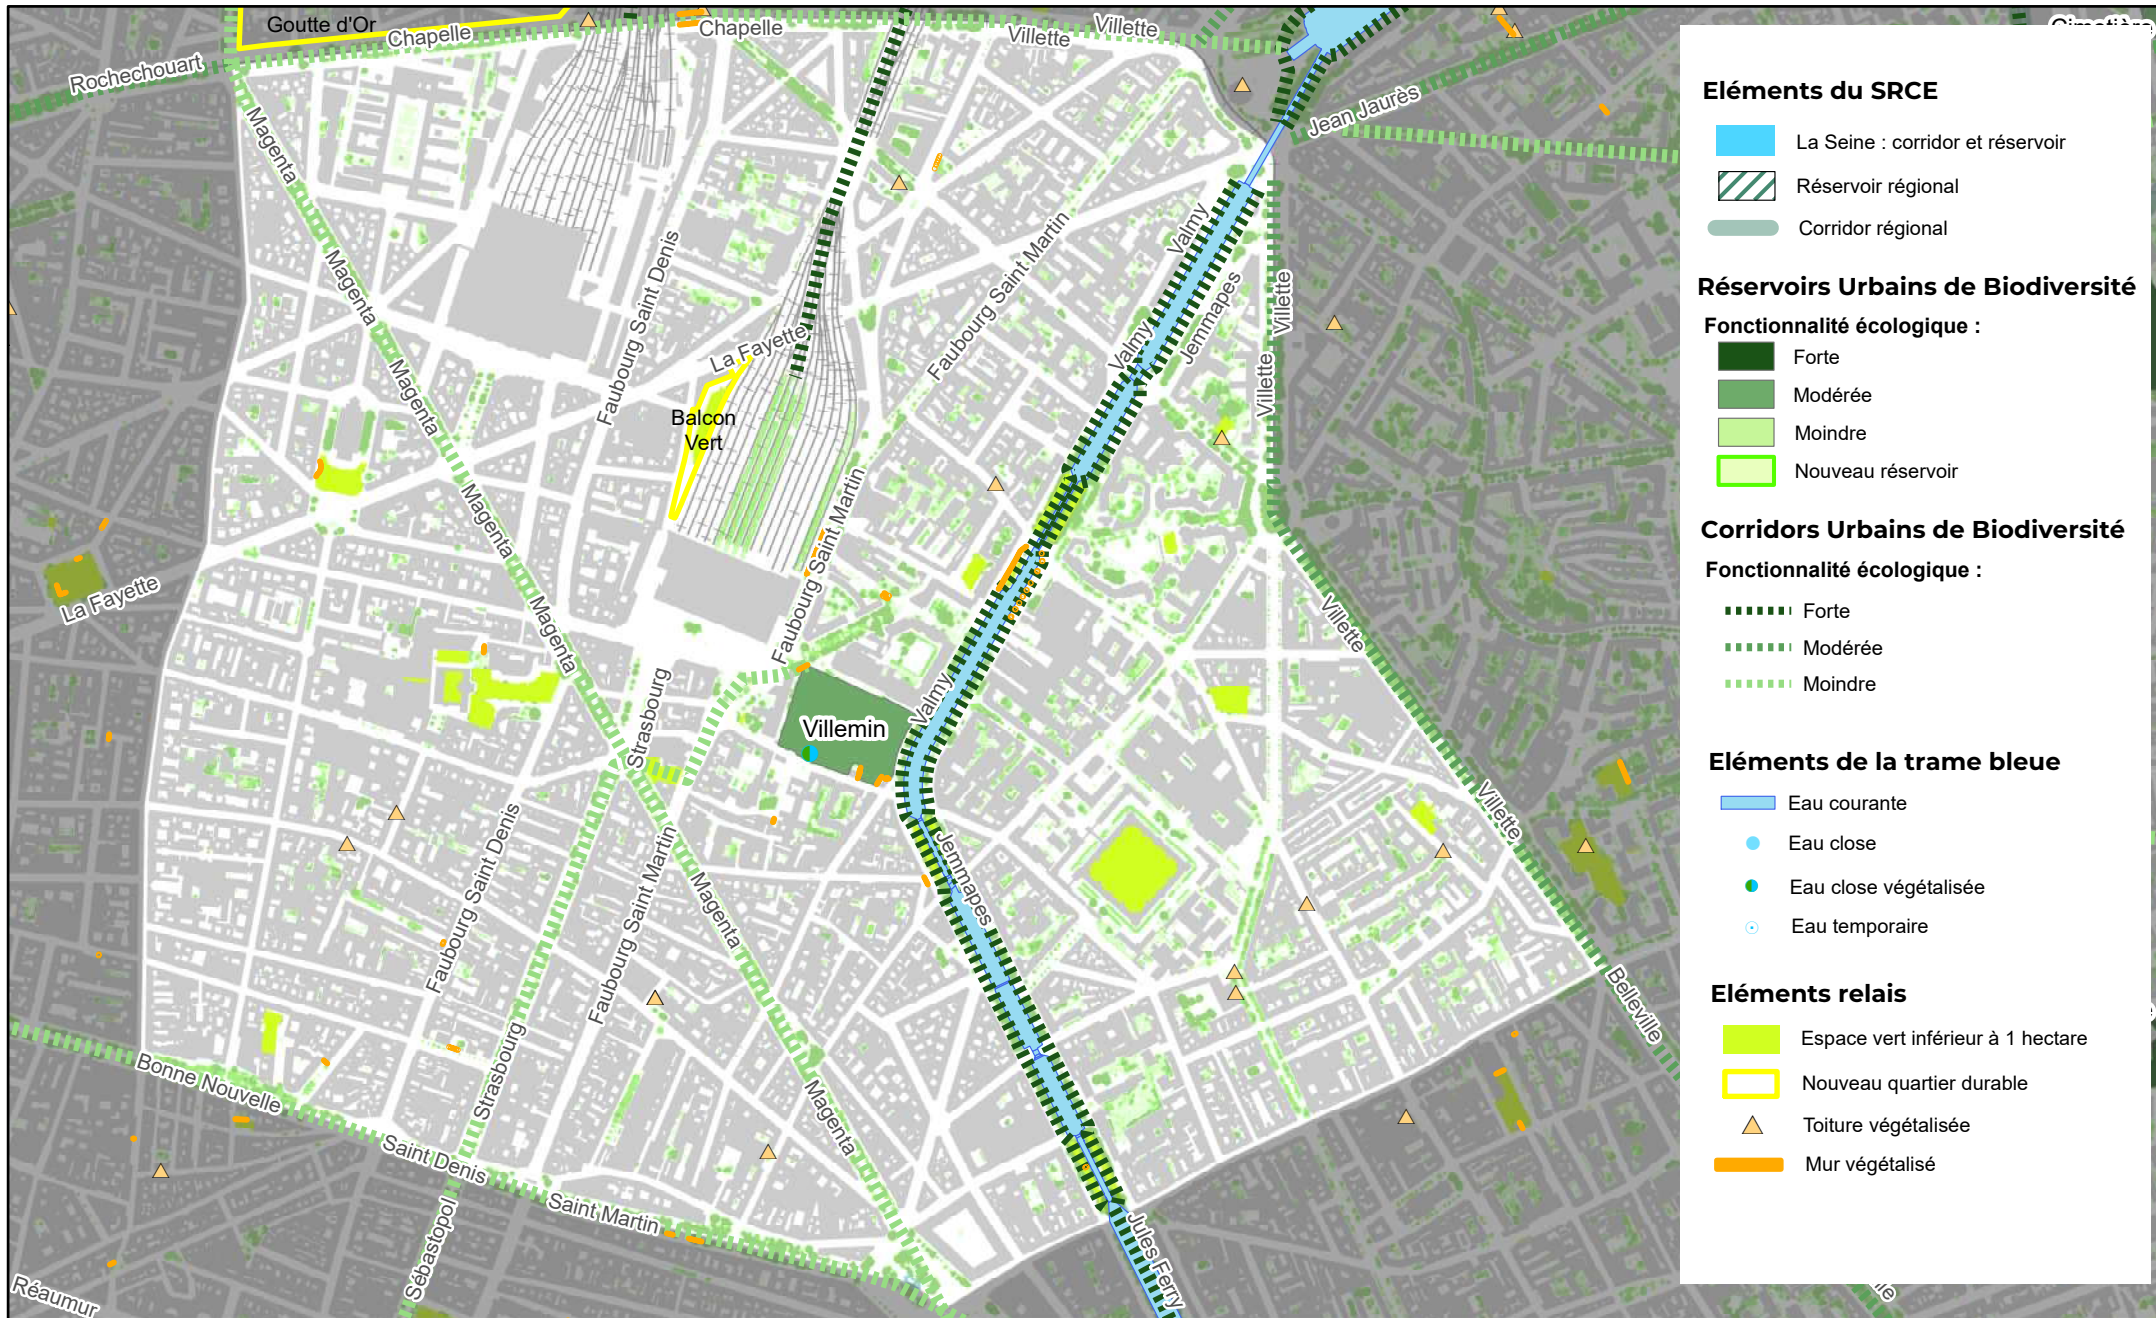 Goutte d'Or
Chapelle
Chapelle
Villette
Villette
Rochechouart
Jean Jaurès
Magenta
Magenta
Magenta
Magenta
Magenta
Magenta
Magenta
Faubourg Saint Denis
Faubourg Saint Martin
La Fayette
Balcon
Vert
Valmy
Valmy
Jemmapes
Villette
Villette
Faubourg Saint Martin
La Fayette
Villette
Strasbourg
Villemin
Valmy
Jemmapes
Villette
Faubourg Saint Denis
Faubourg Saint Martin
Strasbourg
Belleville
Bonne Nouvelle
Saint Denis
Saint Martin
Magenta
Sébastopol
Jules Ferry
Réaumur
Eléments du SRCE
La Seine : corridor et réservoir
Réservoir régional
Corridor régional
Réservoirs Urbains de Biodiversité
Fonctionnalité écologique :
Forte
Modérée
Moindre
Nouveau réservoir
Corridors Urbains de Biodiversité
Fonctionnalité écologique :
Forte
Modérée
Moindre
Eléments de la trame bleue
Eau courante
Eau close
Eau close végétalisée
Eau temporaire
Eléments relais
Espace vert inférieur à 1 hectare
Nouveau quartier durable
Toiture végétalisée
Mur végétalisé